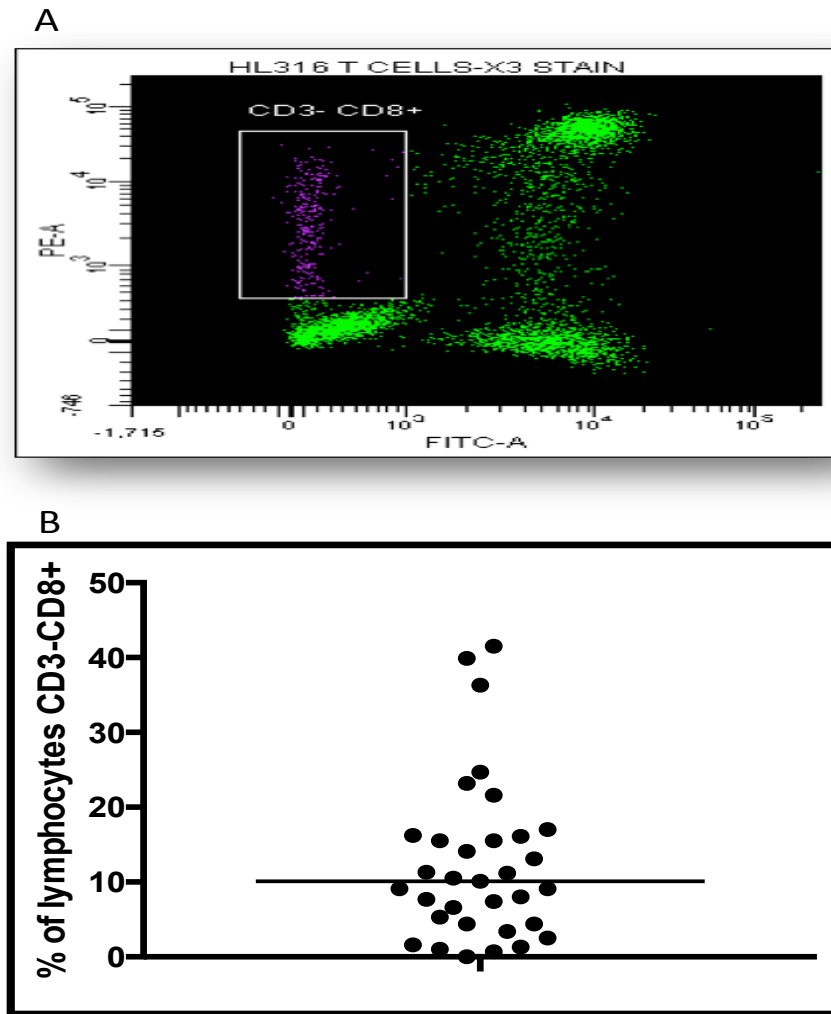 A
HL316 T CELLS-X3 STAIN
CD3- CD8+
PE-A
10^5
10^4
10^3
0
-746
-1,715
0
10^3
10^4
10^5
FITC-A
B
% of lymphocytes CD3-CD8+
50
40
30
20
10
0